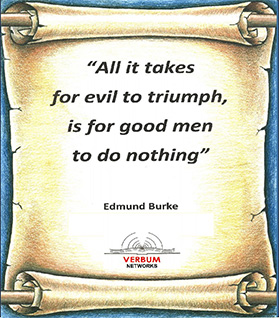 “All it takes
for evil to triumph,
is for good men
to do nothing”
Edmund Burke
VERBUM
NETWORKS